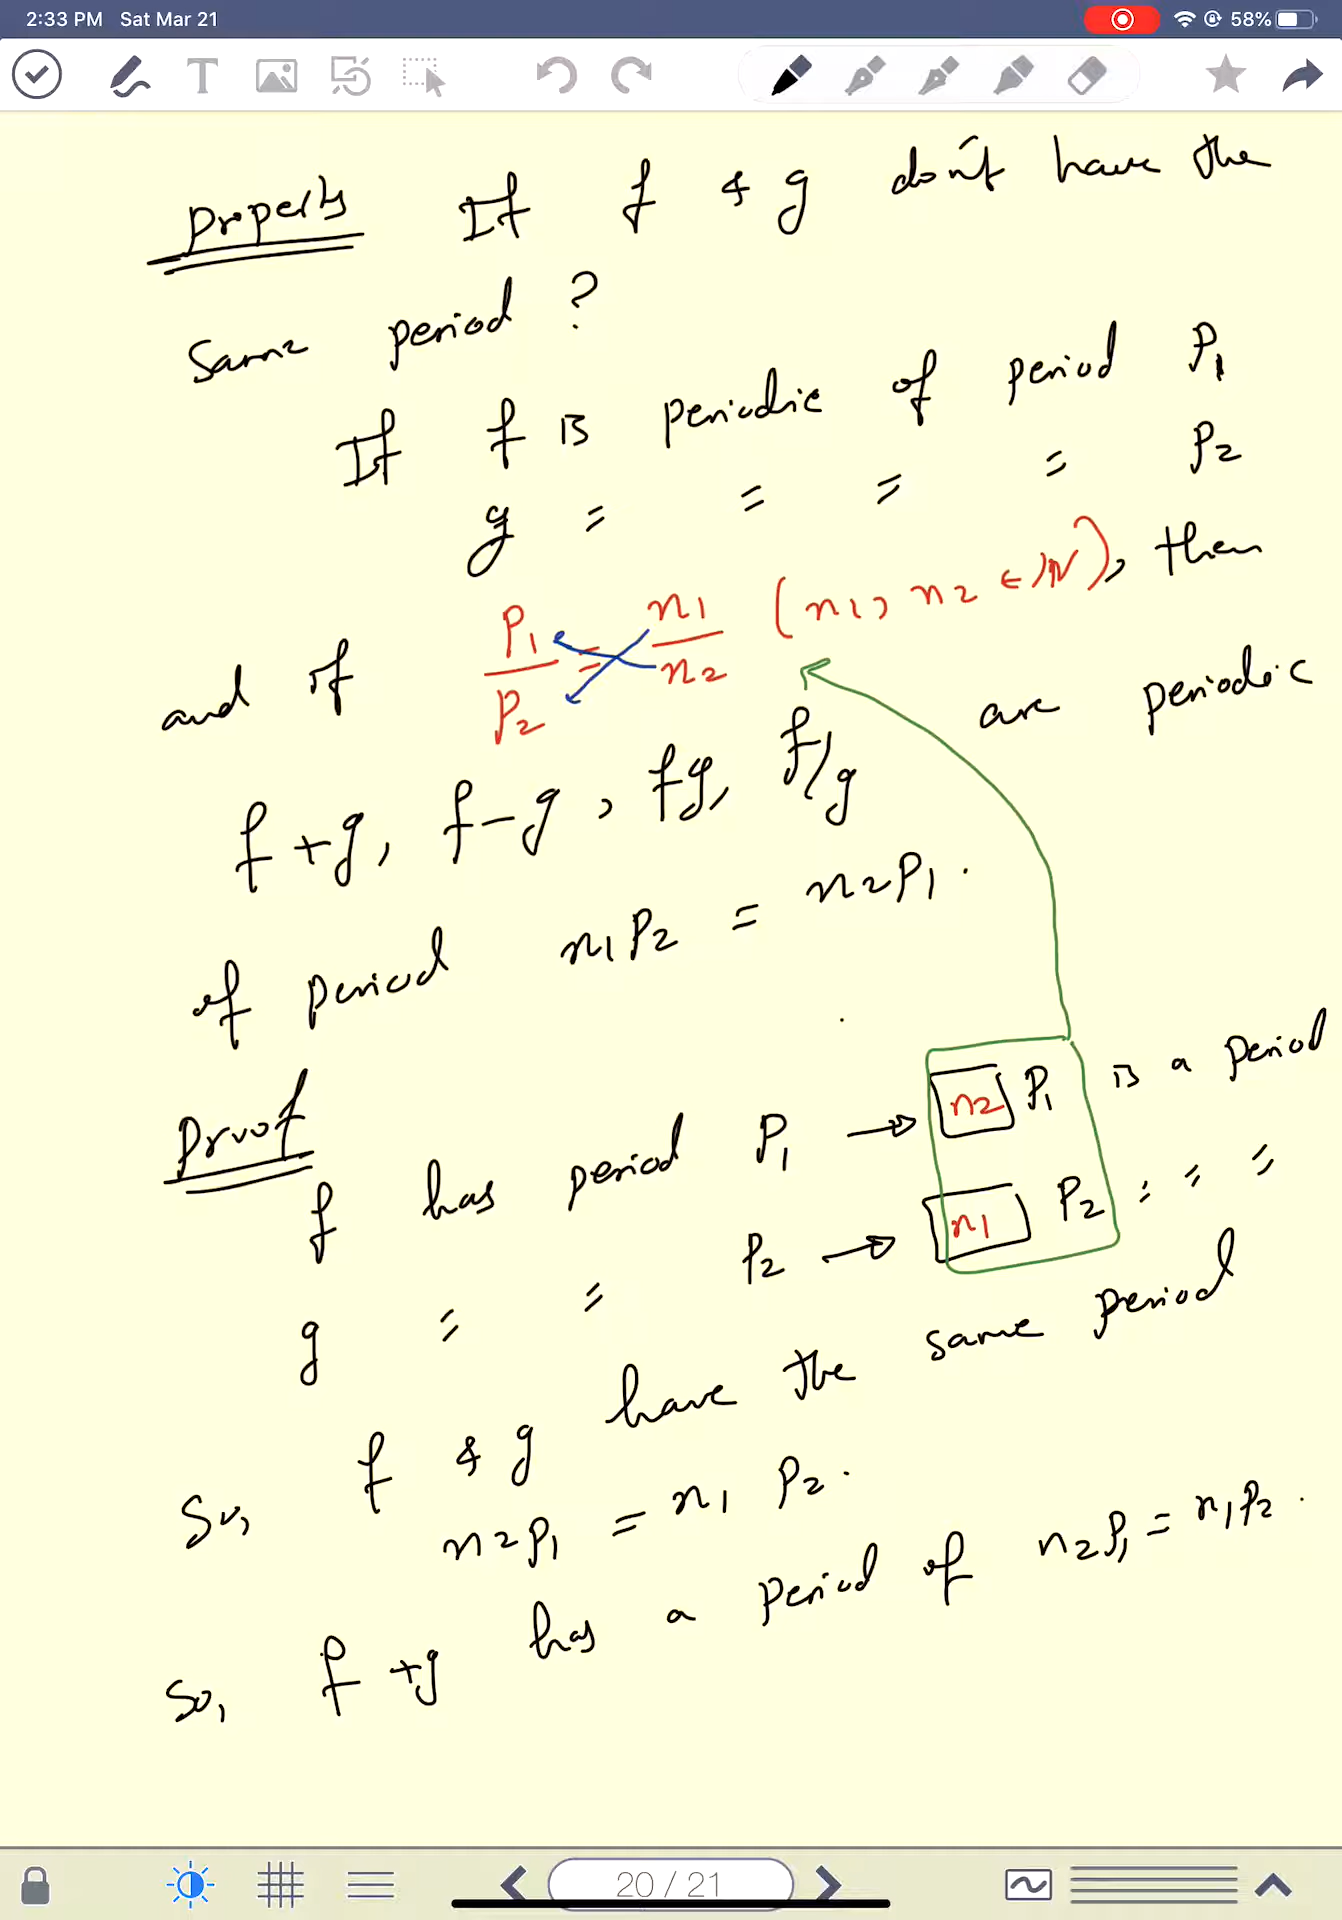 2:33 PM Sat Mar 21 58%
T
Property If f & g don't have the
same period ?
If f is periodic of period P1
g = = = = P2
and if P1/P2 = n1/n2 (n1, n2 ∈ ℕ), then
f+g, f-g, fg, f/g are periodic
of period n1P2 = n2P1.
Proof
f has period P1 → n2 P1 is a period
g = = P2 → n1 P2 = = =
So, f & g have the same period
n2P1 = n1 P2.
So, f+g has a period of n2P1 = n1P2.
20 / 21